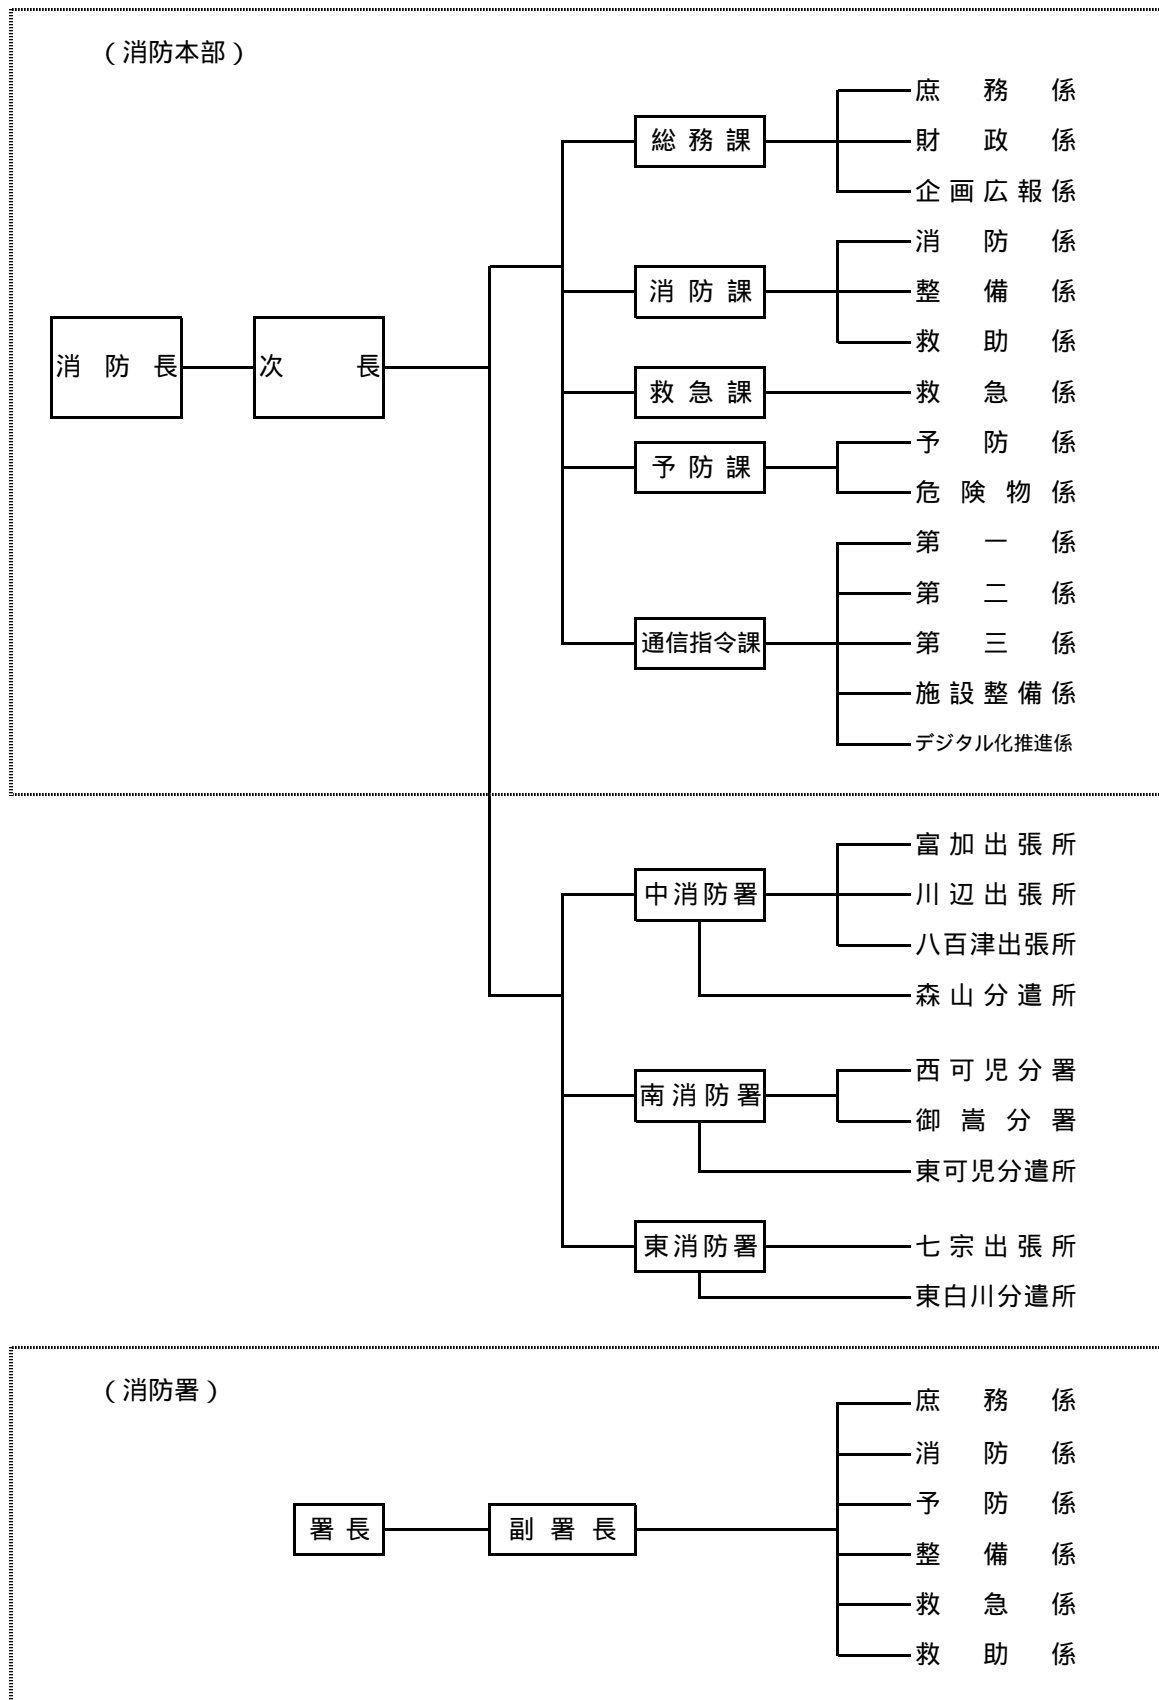 （消防本部）
庶務係
総務課
財政係
企画広報係
消防係
消防課
整備係
救助係
消防長
次長
救急課
救急係
予防課
予防係
危険物係
第一係
第二係
通信指令課
第三係
施設整備係
デジタル化推進係
富加出張所
中消防署
川辺出張所
八百津出張所
森山分遣所
西可児分署
南消防署
御嵩分署
東可児分遣所
東消防署
七宗出張所
東白川分遣所
（消防署）
庶務係
消防係
予防係
署長
副署長
整備係
救急係
救助係